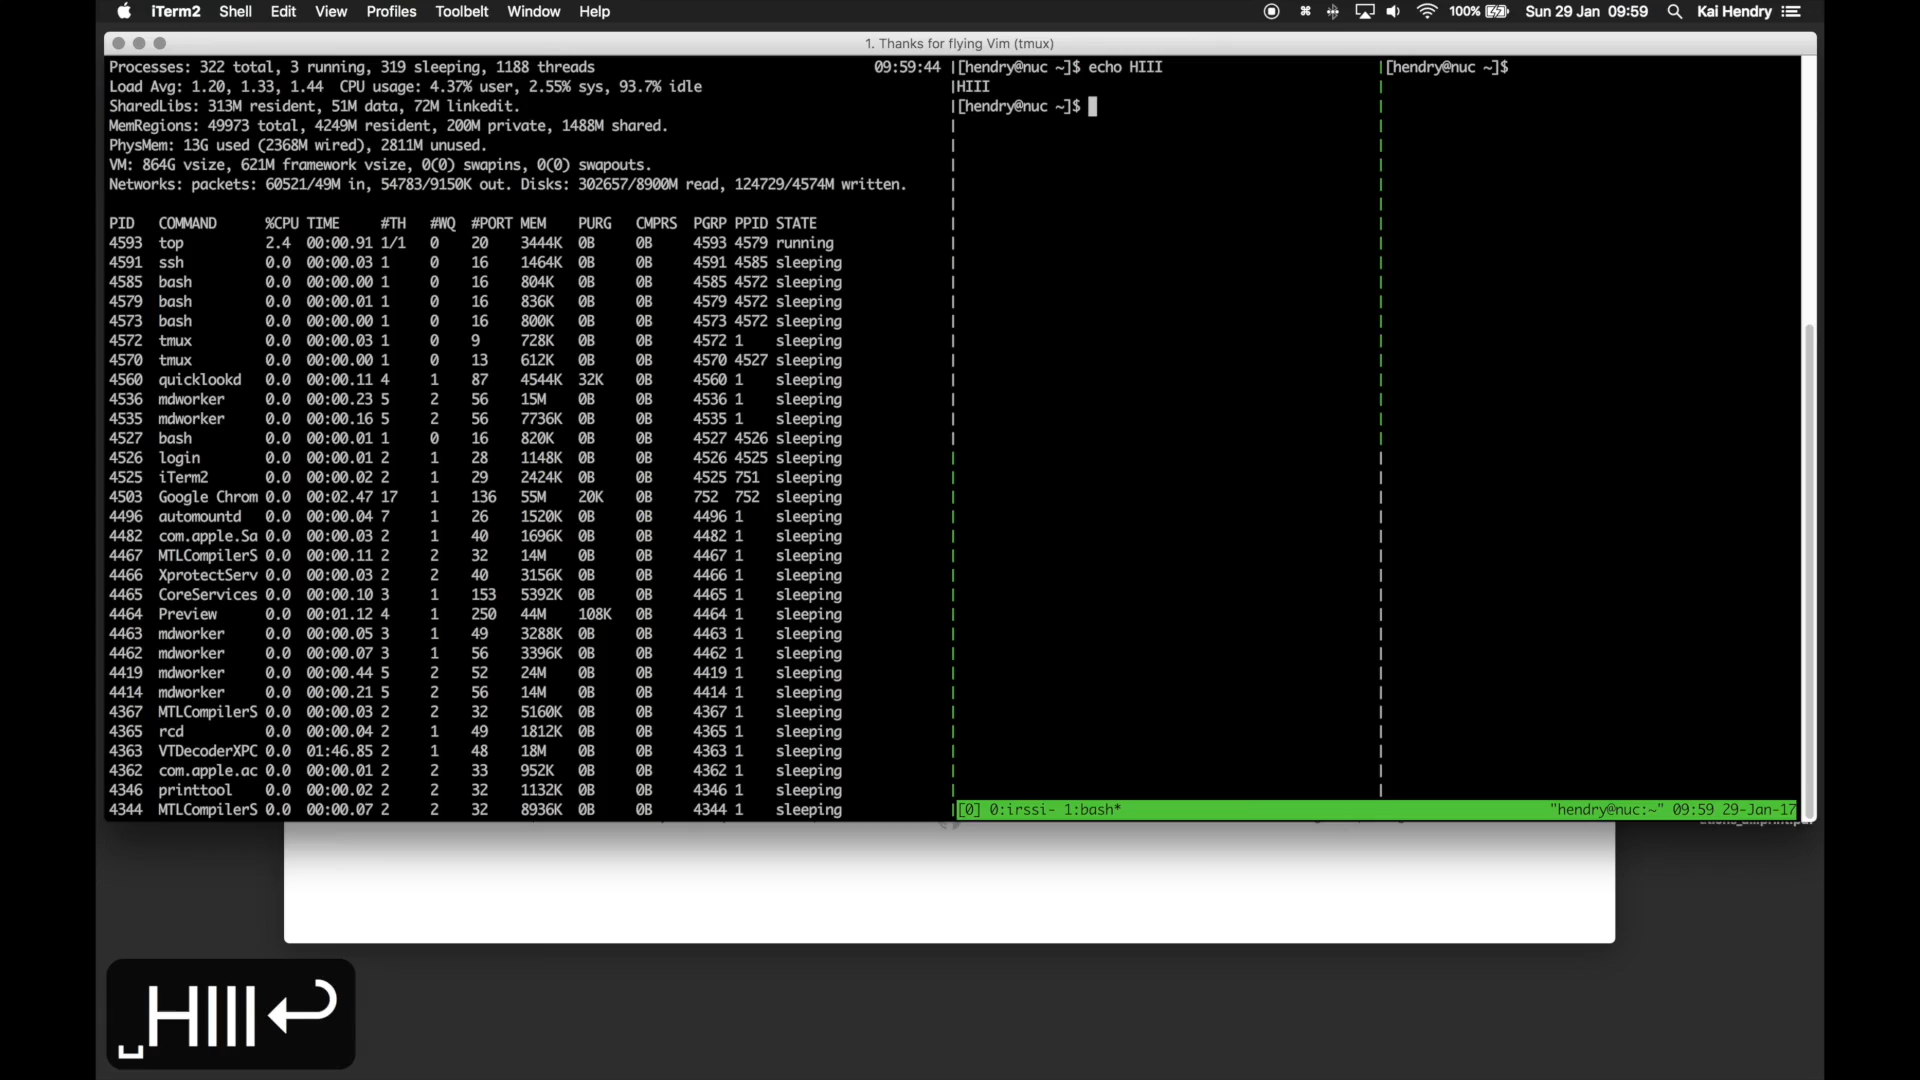 iTerm2 Shell Edit View Profiles Toolbelt Window Help 100% Sun 29 Jan 09:59 Kai Hendry
1. Thanks for flying Vim (tmux)
Processes: 322 total, 3 running, 319 sleeping, 1188 threads 09:59:44
Load Avg: 1.20, 1.33, 1.44 CPU usage: 4.37% user, 2.55% sys, 93.7% idle
SharedLibs: 313M resident, 51M data, 72M linkedit.
MemRegions: 49973 total, 4249M resident, 200M private, 1488M shared.
PhysMem: 13G used (2368M wired), 2811M unused.
VM: 864G vsize, 621M framework vsize, 0(0) swapins, 0(0) swapouts.
Networks: packets: 60521/49M in, 54783/9150K out. Disks: 302657/8900M read, 124729/4574M written.
PID COMMAND %CPU TIME #TH #WQ #PORT MEM PURG CMPRS PGRP PPID STATE
4593 top 2.4 00:00.91 1/1 0 20 3444K 0B 0B 4593 4579 running
4591 ssh 0.0 00:00.03 1 0 16 1464K 0B 0B 4591 4585 sleeping
4585 bash 0.0 00:00.00 1 0 16 804K 0B 0B 4585 4572 sleeping
4579 bash 0.0 00:00.01 1 0 16 836K 0B 0B 4579 4572 sleeping
4573 bash 0.0 00:00.00 1 0 16 800K 0B 0B 4573 4572 sleeping
4572 tmux 0.0 00:00.03 1 0 9 728K 0B 0B 4572 1 sleeping
4570 tmux 0.0 00:00.00 1 0 13 612K 0B 0B 4570 4527 sleeping
4560 quicklookd 0.0 00:00.11 4 1 87 4544K 32K 0B 4560 1 sleeping
4536 mdworker 0.0 00:00.23 5 2 56 15M 0B 0B 4536 1 sleeping
4535 mdworker 0.0 00:00.16 5 2 56 7736K 0B 0B 4535 1 sleeping
4527 bash 0.0 00:00.01 1 0 16 820K 0B 0B 4527 4526 sleeping
4526 login 0.0 00:00.01 2 1 28 1148K 0B 0B 4526 4525 sleeping
4525 iTerm2 0.0 00:00.02 2 1 29 2424K 0B 0B 4525 751 sleeping
4503 Google Chrom 0.0 00:02.47 17 1 136 55M 20K 0B 752 752 sleeping
4496 automountd 0.0 00:00.04 7 1 26 1520K 0B 0B 4496 1 sleeping
4482 com.apple.Sa 0.0 00:00.03 2 1 40 1696K 0B 0B 4482 1 sleeping
4467 MTLCompilerS 0.0 00:00.11 2 2 32 14M 0B 0B 4467 1 sleeping
4466 XprotectServ 0.0 00:00.03 2 2 40 3156K 0B 0B 4466 1 sleeping
4465 CoreServices 0.0 00:00.10 3 1 153 5392K 0B 0B 4465 1 sleeping
4464 Preview 0.0 00:01.12 4 1 250 44M 108K 0B 4464 1 sleeping
4463 mdworker 0.0 00:00.05 3 1 49 3288K 0B 0B 4463 1 sleeping
4462 mdworker 0.0 00:00.07 3 1 56 3396K 0B 0B 4462 1 sleeping
4419 mdworker 0.0 00:00.44 5 2 52 24M 0B 0B 4419 1 sleeping
4414 mdworker 0.0 00:00.21 5 2 56 14M 0B 0B 4414 1 sleeping
4367 MTLCompilerS 0.0 00:00.03 2 2 32 5160K 0B 0B 4367 1 sleeping
4365 rcd 0.0 00:00.04 2 1 49 1812K 0B 0B 4365 1 sleeping
4363 VTDecoderXPC 0.0 01:46.85 2 1 48 18M 0B 0B 4363 1 sleeping
4362 com.apple.ac 0.0 00:00.01 2 2 33 952K 0B 0B 4362 1 sleeping
4346 printtool 0.0 00:00.02 2 2 32 1132K 0B 0B 4346 1 sleeping
4344 MTLCompilerS 0.0 00:00.07 2 2 32 8936K 0B 0B 4344 1 sleeping
[hendry@nuc ~]$ echo HIII
HIII
[hendry@nuc ~]$
[hendry@nuc ~]$
[0] 0:irssi- 1:bash* "hendry@nuc:~" 09:59 29-Jan-17
␣HIII↩